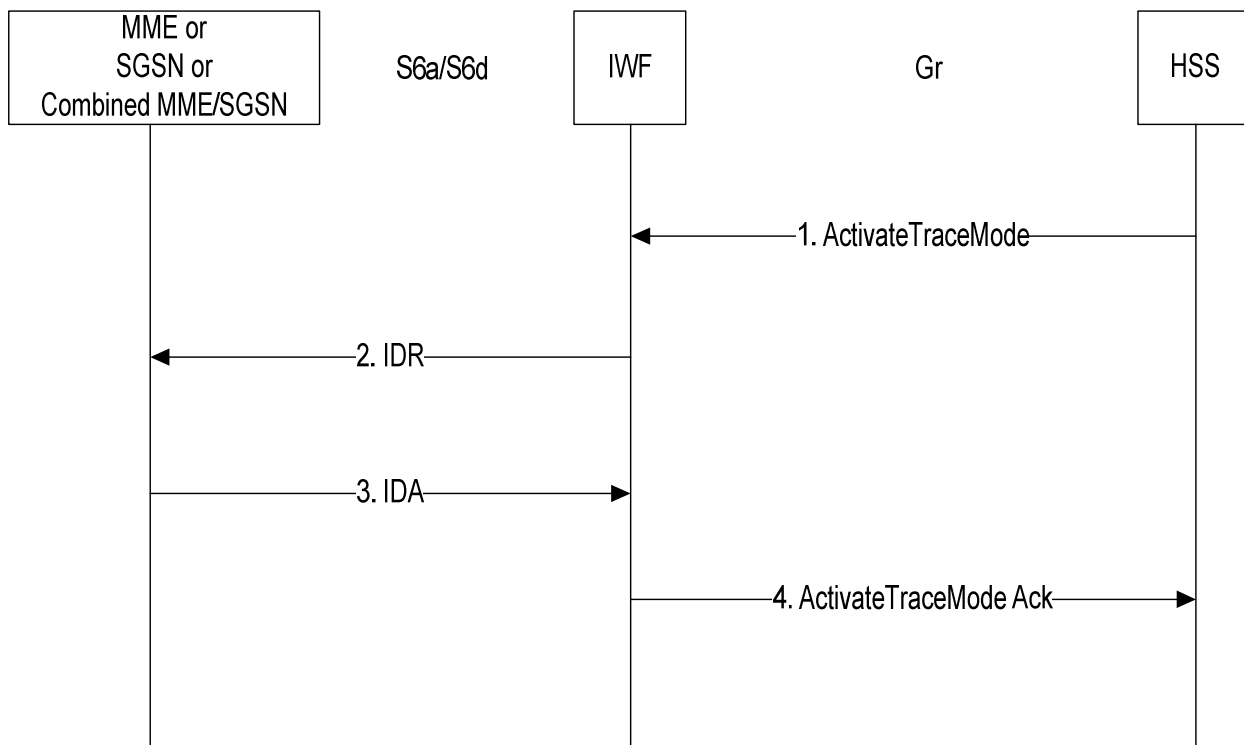 MME or
SGSN or
Combined MME/SGSN
S6a/S6d
IWF
Gr
HSS
1. ActivateTraceMode
2. IDR
3. IDA
4. ActivateTraceMode Ack